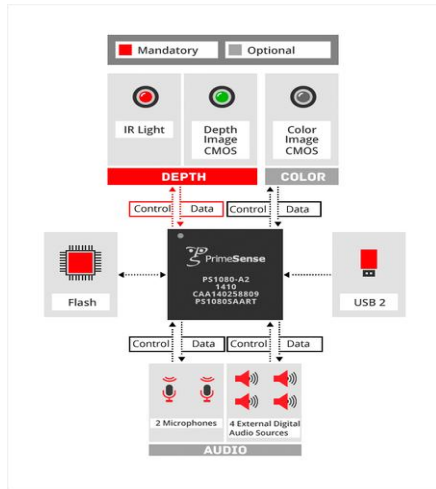 Mandatory
Optional
IR Light
Depth
Image
CMOS
Color
Image
CMOS
DEPTH
COLOR
Control
Data
Control
Data
PrimeSense
PS1080-A2
1410
CAA140258809
PS1080SAART
Flash
USB 2
Control
Data
Control
Data
2 Microphones
4 External Digital
Audio Sources
AUDIO